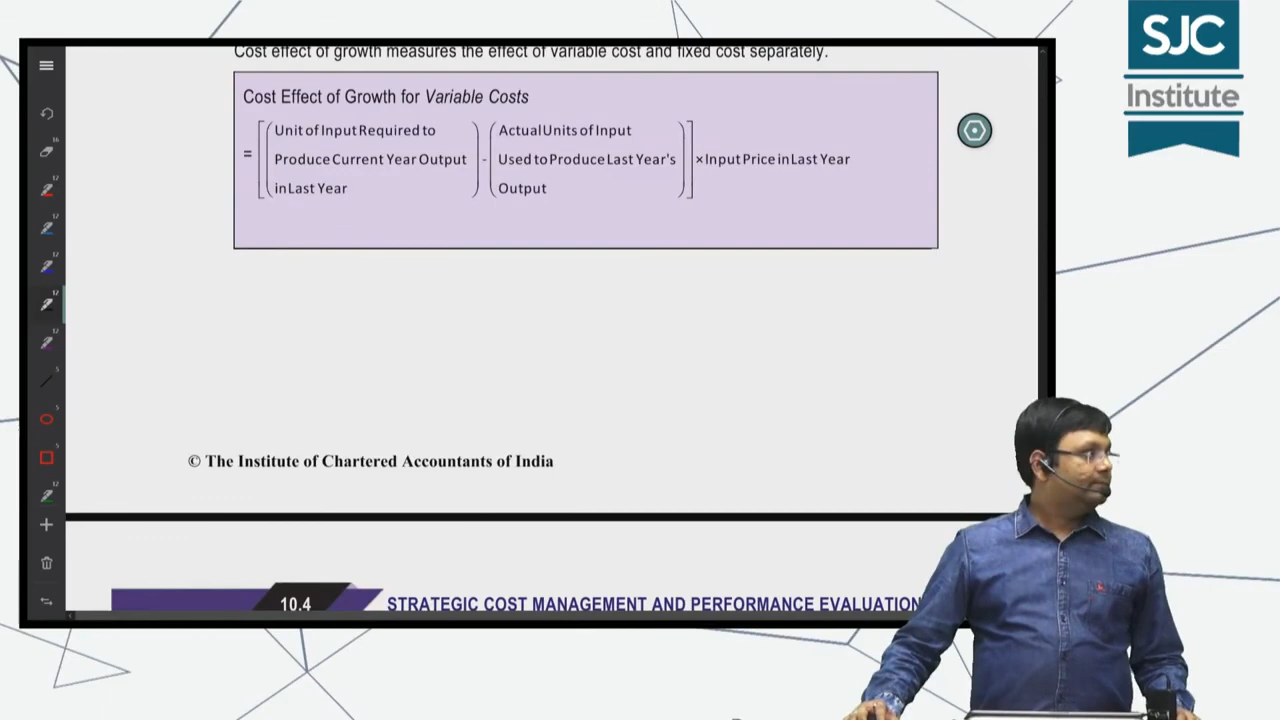 SJC
Institute
Cost effect of growth measures the effect of variable cost and fixed cost separately.
Cost Effect of Growth for Variable Costs
= [(Unit of Input Required to Produce Current Year Output in Last Year) - (Actual Units of Input Used to Produce Last Year's Output)] × Input Price in Last Year
© The Institute of Chartered Accountants of India
10.4 STRATEGIC COST MANAGEMENT AND PERFORMANCE EVALUATION